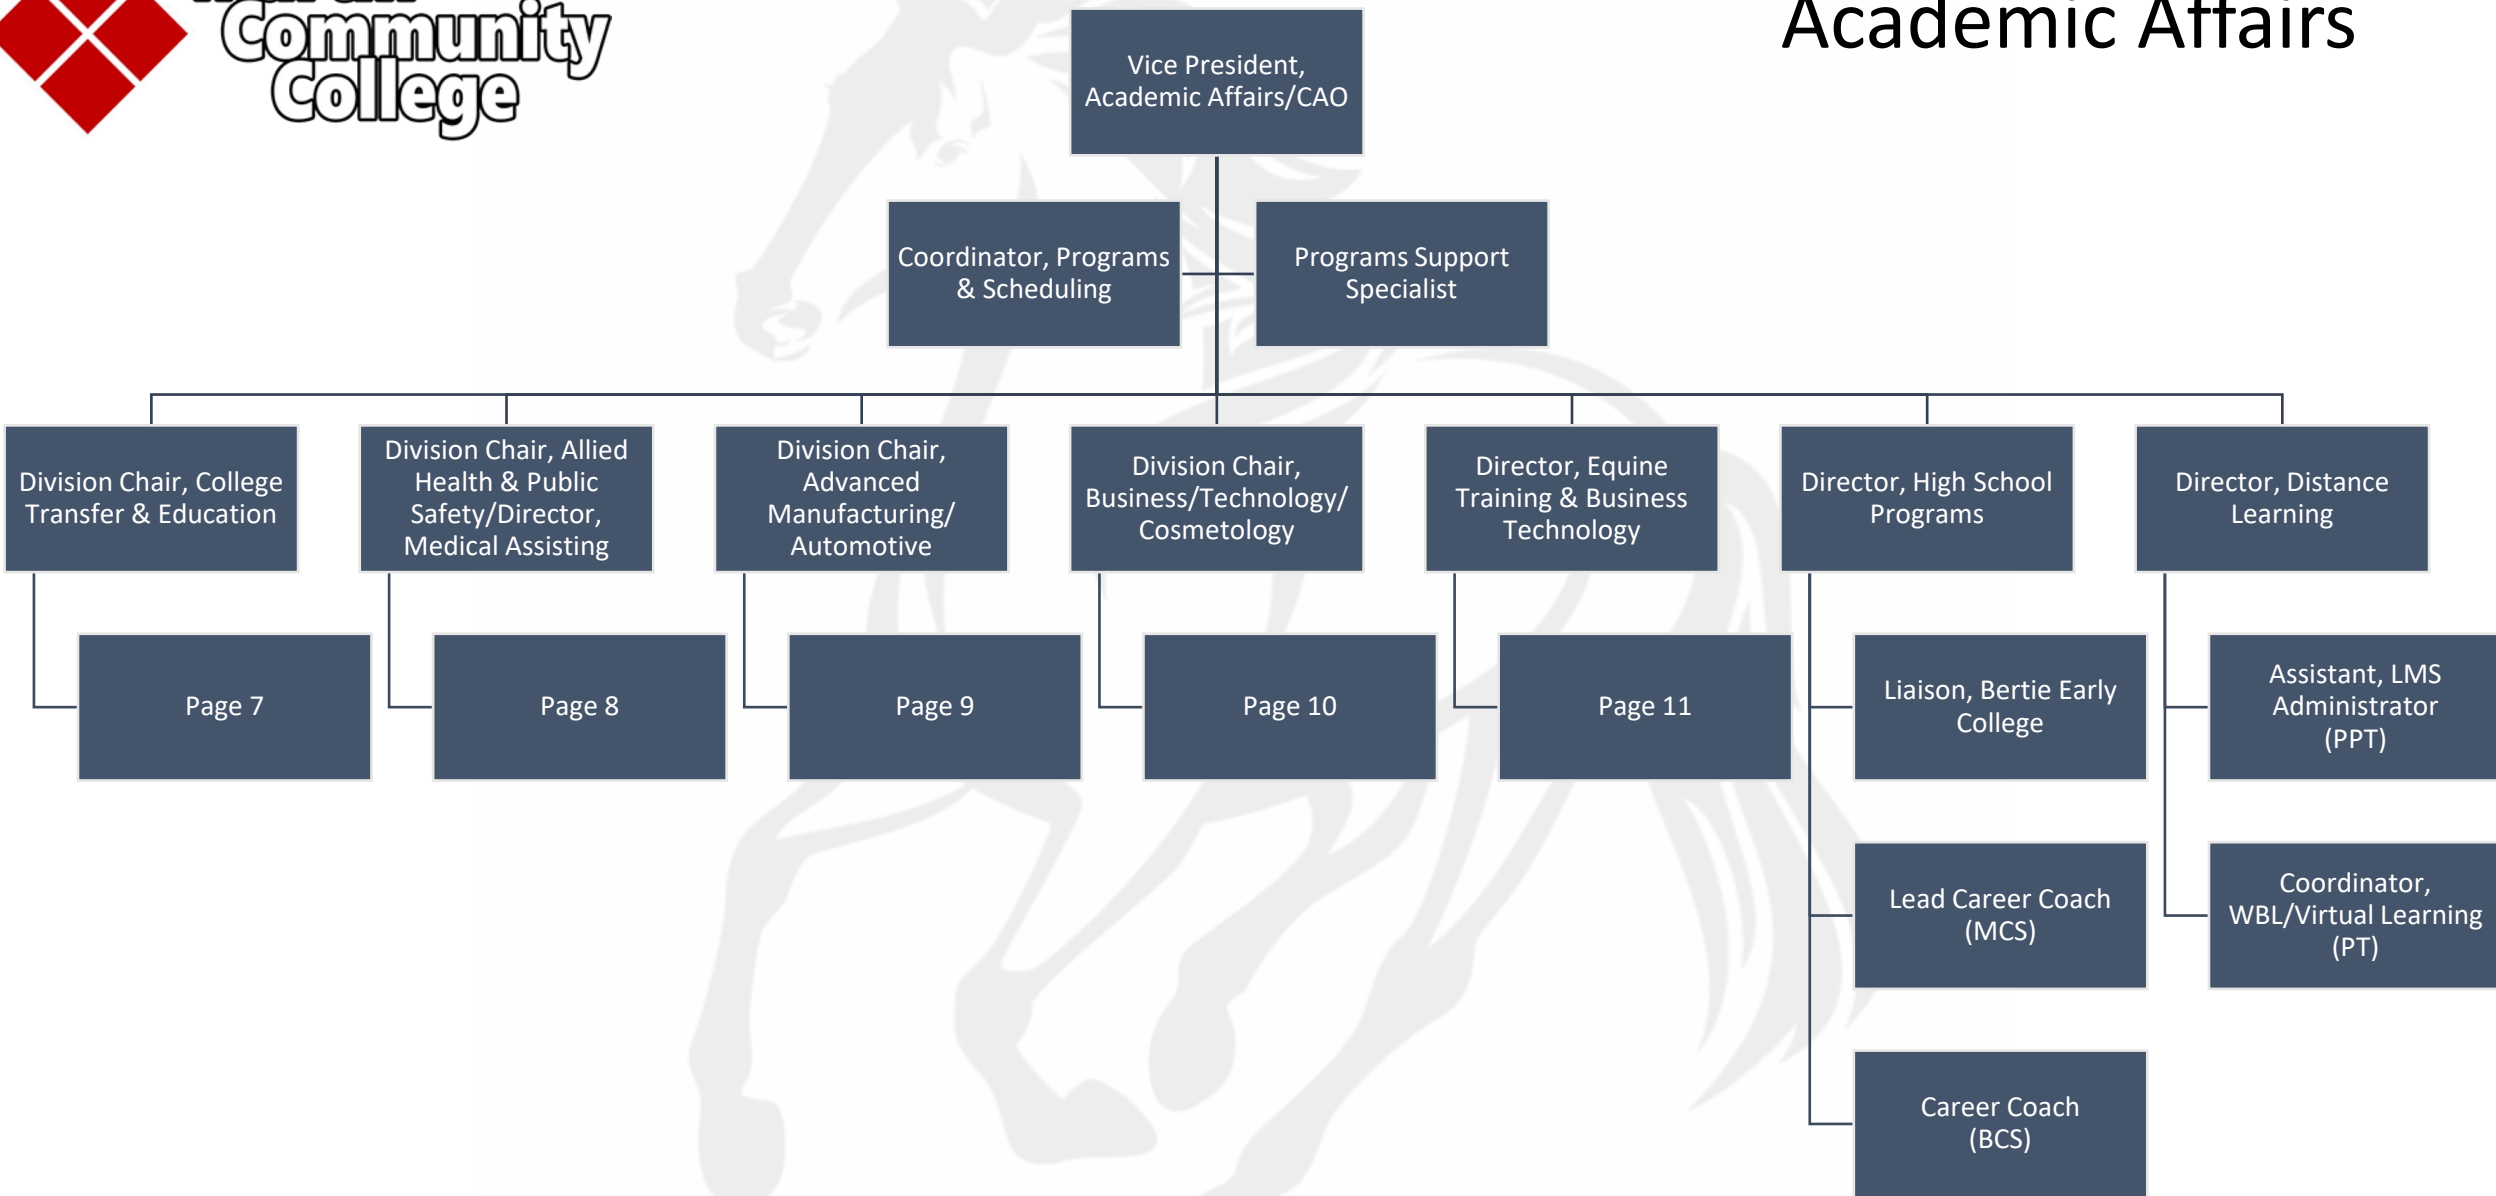 Community
College
Academic Affairs
Vice President,
Academic Affairs/CAO
Coordinator, Programs
& Scheduling
Programs Support
Specialist
Division Chair, College
Transfer & Education
Division Chair, Allied
Health & Public
Safety/Director,
Medical Assisting
Division Chair,
Advanced
Manufacturing/
Automotive
Division Chair,
Business/Technology/
Cosmetology
Director, Equine
Training & Business
Technology
Director, High School
Programs
Director, Distance
Learning
Page 7
Page 8
Page 9
Page 10
Page 11
Liaison, Bertie Early
College
Assistant, LMS
Administrator
(PPT)
Lead Career Coach
(MCS)
Coordinator,
WBL/Virtual Learning
(PT)
Career Coach
(BCS)